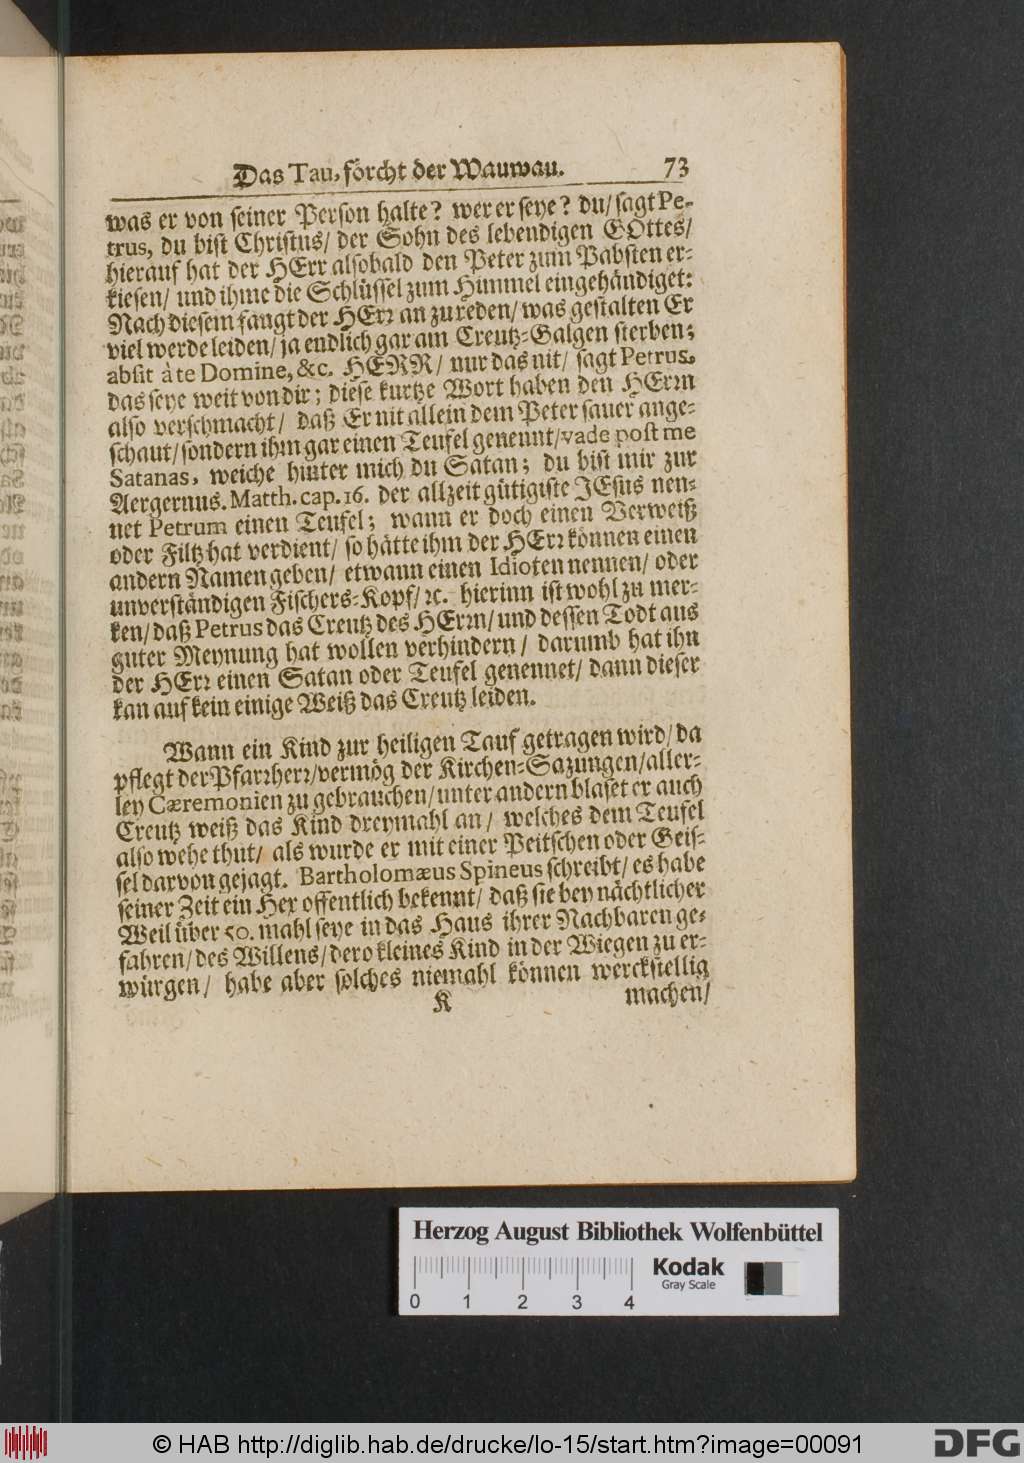 Das Tau, förcht der Wauwau. 73
was er von seiner Person halte? wer er seye? du/ sagt Pe-
trus, du bist Christus/ der Sohn des lebendigen GOttes/
hierauf hat der HErr alsobald den Peter zum Pabsten er-
kiesen/ und ihme die Schlüssel zum Himmel eingehändiget:
Nach diesem fangt der HErr an zu reden/ was gestalten Er
viel werde leiden/ ja endlich gar am Creutz-Galgen sterben;
absit à te Domine, &c. HERR/ nur das nit/ sagt Petrus,
das seye weit von dir; diese kurtze Wort haben den HErrn
also verschmacht/ daß Er nit allein dem Peter sauer ange-
schaut/ sondern ihm gar einen Teufel genennt/ vade post me
Satanas, weiche hinter mich du Satan; du bist mir zur
Aergernus. Matth. cap. 16. der allzeit gütigiste JEsus nen-
net Petrum einen Teufel; wann er doch einen Verweiß
oder Filtz hat verdient/ so hätte ihm der HErr können einen
andern Namen geben/ etwann einen Idioten nennen/ oder
unverständigen Fischers-Kopf/ ꝛc. hierinn ist wohl zu mer-
ken/ daß Petrus das Creutz des HErrn/ und dessen Todt aus
guter Meynung hat wollen verhindern/ darumb hat ihn
der HErr einen Satan oder Teufel genennet/ dann dieser
kan auf kein einige Weiß das Creutz leiden.
Wann ein Kind zur heiligen Tauf getragen wird/ da
pflegt der Pfarrherr/ vermög der Kirchen-Sazungen/ aller-
ley Cæremonien zu gebrauchen/ unter andern blaset er auch
Creutz weiß das Kind dreymahl an/ welches dem Teufel
also wehe thut/ als wurde er mit einer Peitschen oder Geis-
sel darvon gejagt. Bartholomæus Spineus schreibt/ es habe
seiner Zeit ein Hex offentlich bekennt/ daß sie bey nächtlicher
Weil über 50. mahl seye in das Haus ihrer Nachbaren ge-
fahren/ des Willens/ dero kleines Kind in der Wiegen zu er-
würgen/ habe aber solches niemahl können werckstellig
K machen/
Herzog August Bibliothek Wolfenbüttel
Kodak
Gray Scale
0 1 2 3 4
© HAB http://diglib.hab.de/drucke/lo-15/start.htm?image=00091
DFG